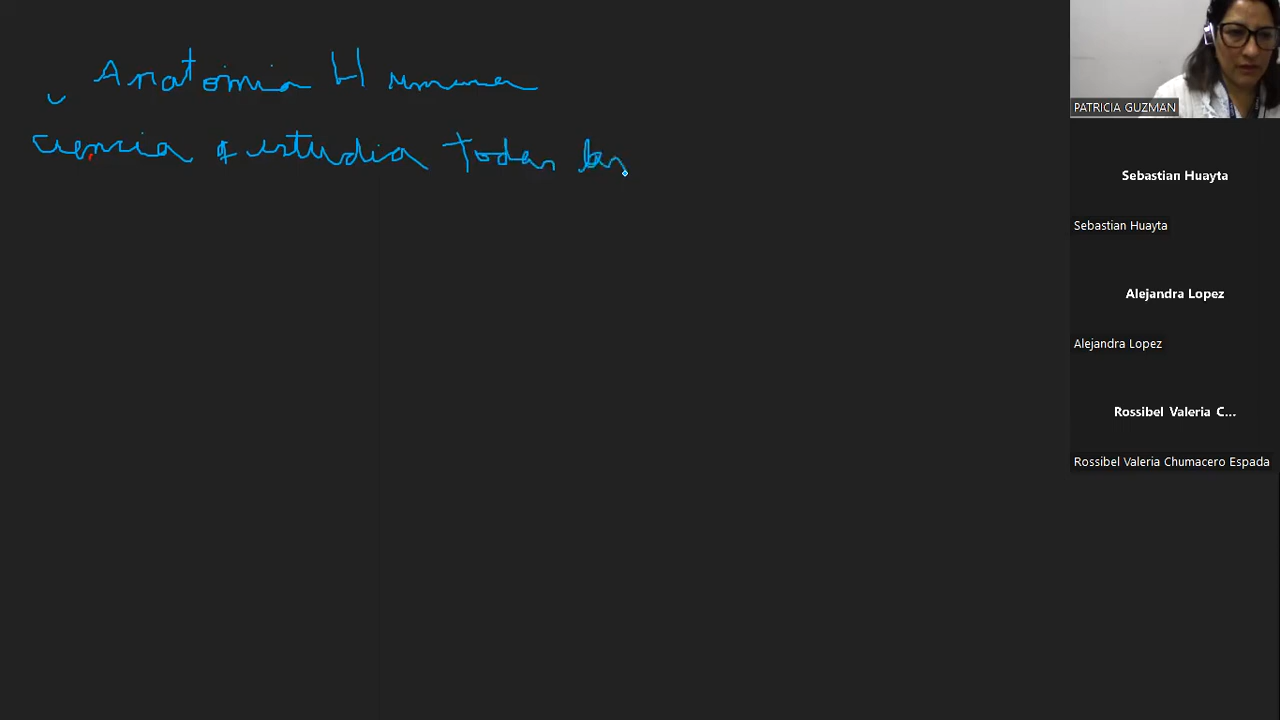 Anatomia Humana
Ciencia q estudia todas las
PATRICIA GUZMAN
Sebastian Huayta
Sebastian Huayta
Alejandra Lopez
Alejandra Lopez
Rossibel Valeria C...
Rossibel Valeria Chumacero Espada